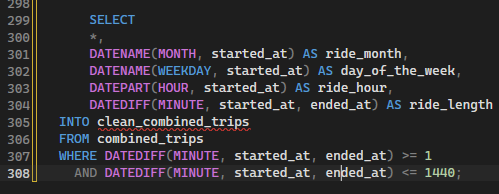 298
299 SELECT
300 *,
301 DATENAME(MONTH, started_at) AS ride_month,
302 DATENAME(WEEKDAY, started_at) AS day_of_the_week,
303 DATEPART(HOUR, started_at) AS ride_hour,
304 DATEDIFF(MINUTE, started_at, ended_at) AS ride_length
305 INTO clean_combined_trips
306 FROM combined_trips
307 WHERE DATEDIFF(MINUTE, started_at, ended_at) >= 1
308 AND DATEDIFF(MINUTE, started_at, ended_at) <= 1440;